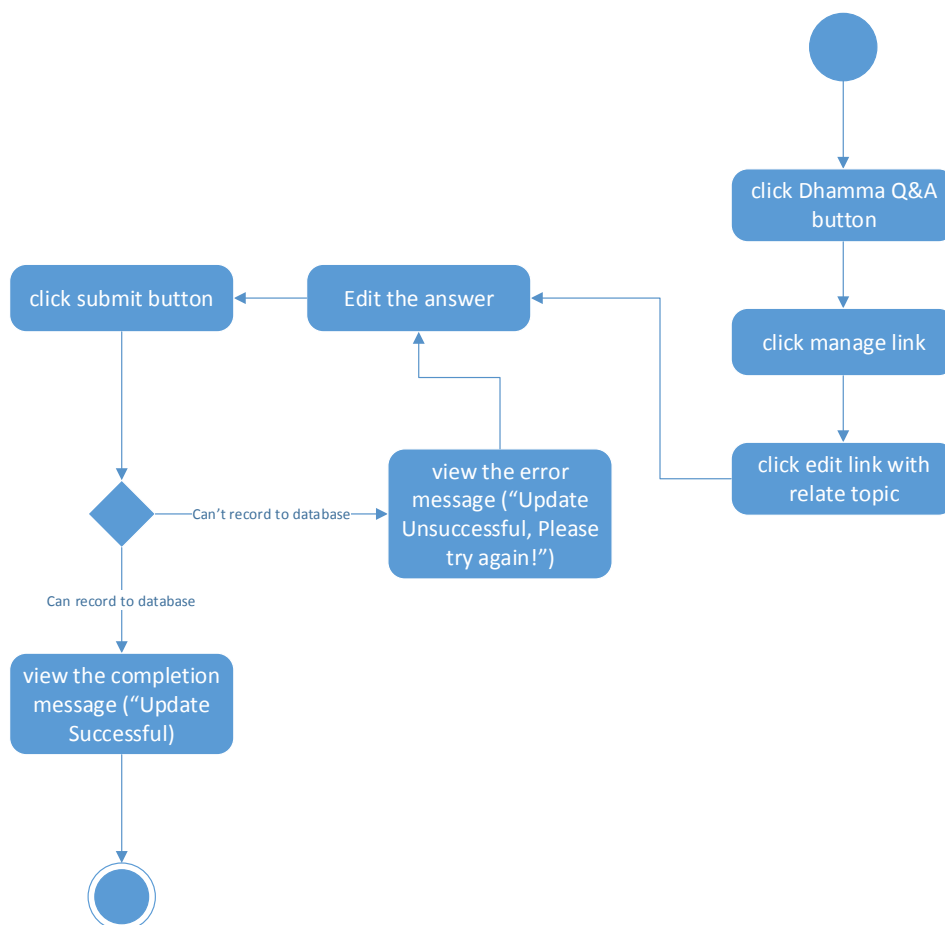 click Dhamma Q&A
button
click manage link
click edit link with
relate topic
Edit the answer
click submit button
Can’t record to database
view the error
message (“Update
Unsuccessful, Please
try again!”)
Can record to database
view the completion
message (“Update
Successful)